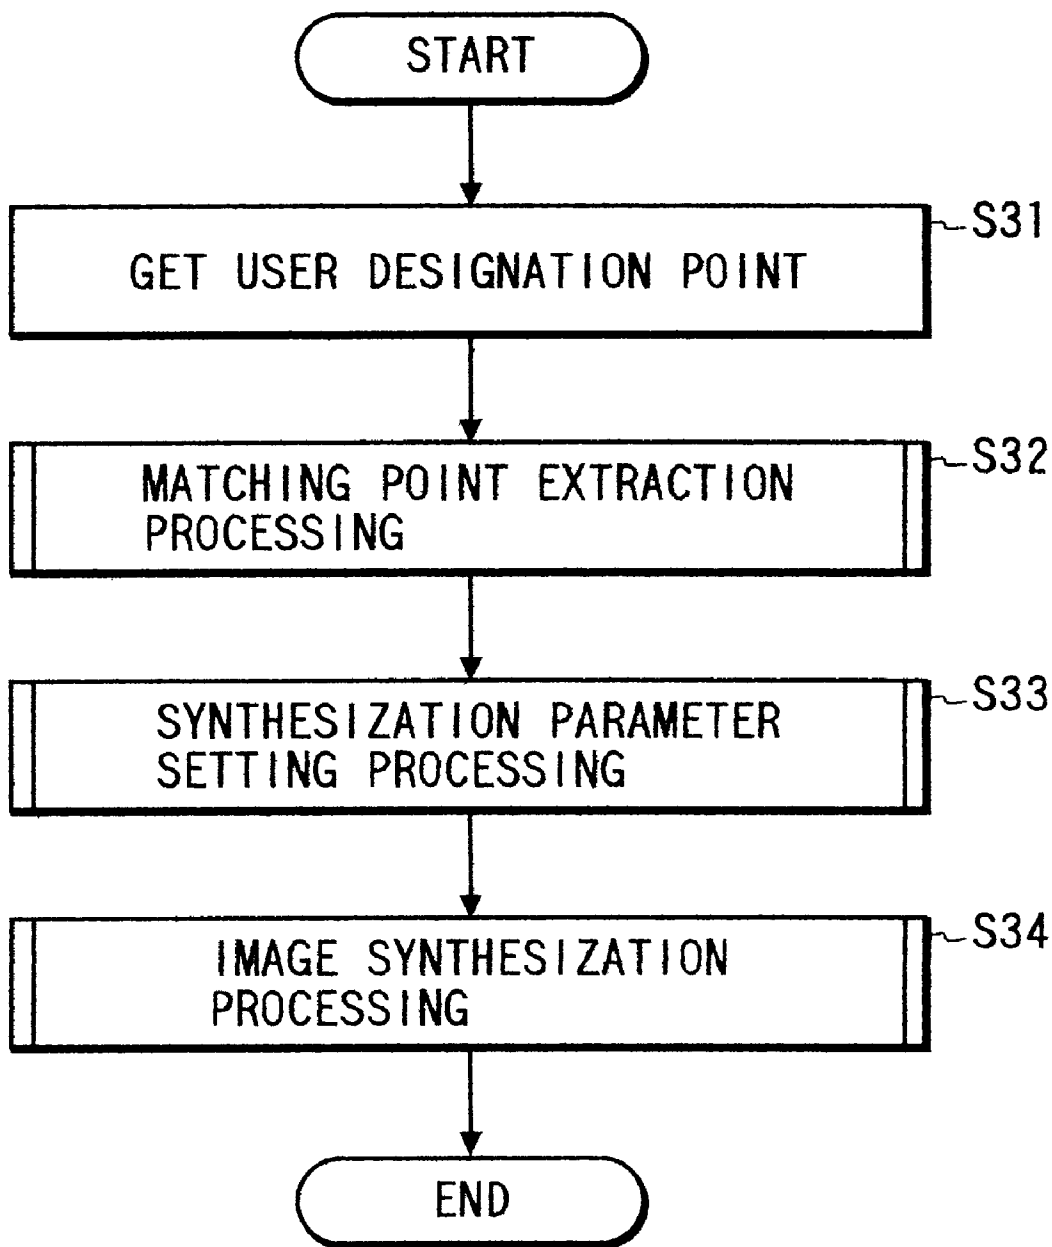 START
S31
GET USER DESIGNATION POINT
S32
MATCHING POINT EXTRACTION
PROCESSING
S33
SYNTHESIZATION PARAMETER
SETTING PROCESSING
S34
IMAGE SYNTHESIZATION
PROCESSING
END